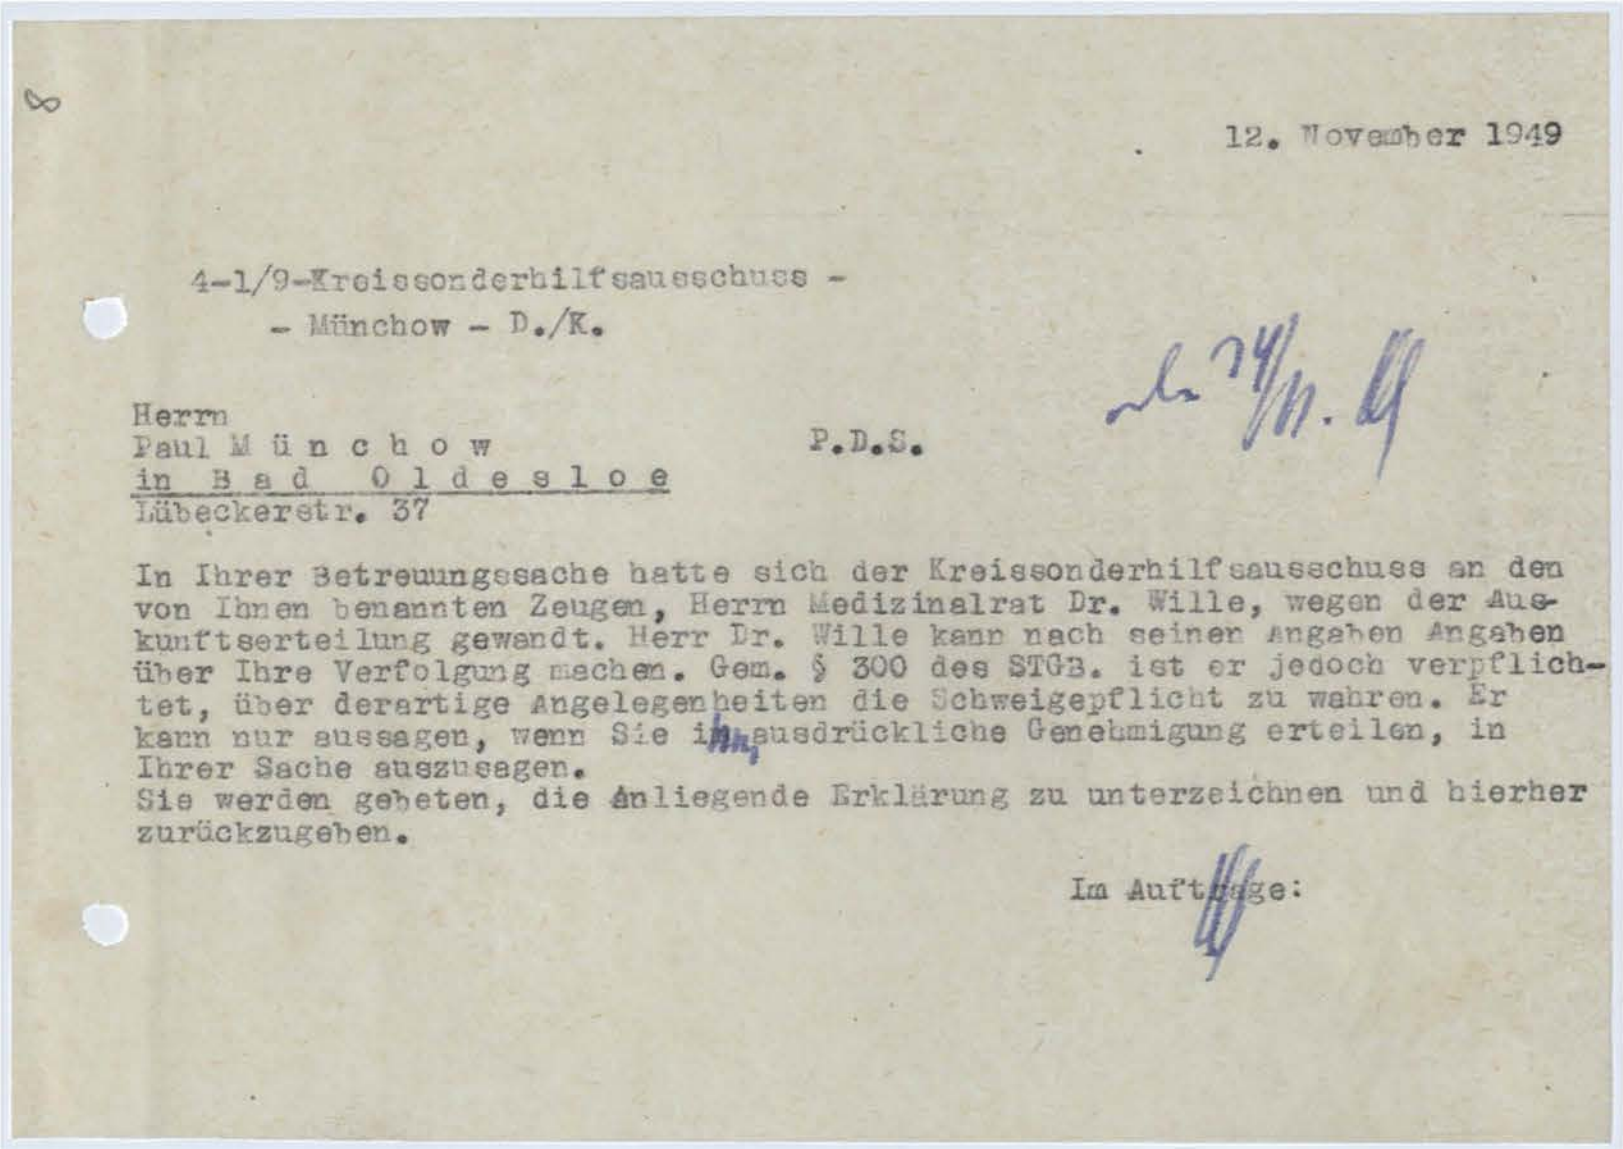 8
12. November 1949
4-1/9-Kreissonderhilfsausschuss -
- Münchow - D./K.
Herrn
Paul M ü n c h o w
P.D.S.
in B a d  O l d e s l o e
Lübeckerstr. 37
In Ihrer Betreuungssache hatte sich der Kreissonderhilfsausschuss an den
von Ihnen benannten Zeugen, Herrn Medizinalrat Dr. Wille, wegen der Aus-
kunftserteilung gewandt. Herr Dr. Wille kann nach seinen Angaben Angaben
über Ihre Verfolgung machen. Gem. § 300 des STGB. ist er jedoch verpflich-
tet, über derartige Angelegenheiten die Schweigepflicht zu wahren. Er
kann nur aussagen, wenn Sie ihm, ausdrückliche Genehmigung erteilen, in
Ihrer Sache auszusagen.
Sie werden gebeten, die Anliegende Erklärung zu unterzeichnen und hierher
zurückzugeben.
Im Auftrage: